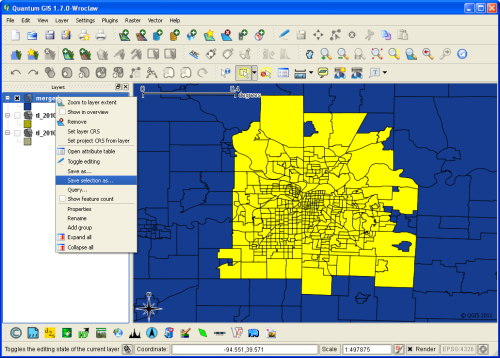 Quantum GIS 1.7.0-Wroclaw
File Edit View Layer Settings Plugins Raster Vector Help
Layers
merge
tl_2010
tl_2010
Zoom to layer extent
Show in overview
Remove
Set layer CRS
Set project CRS from layer
Open attribute table
Toggle editing
Save as...
Save selection as...
Query...
Show feature count
Properties
Rename
Add group
Expand all
Collapse all
0
degrees
N
© QGIS 2011
Toggles the editing state of the current layer
Coordinate: -94.551,39.571 Scale 1:497875 Render EPSG:4326